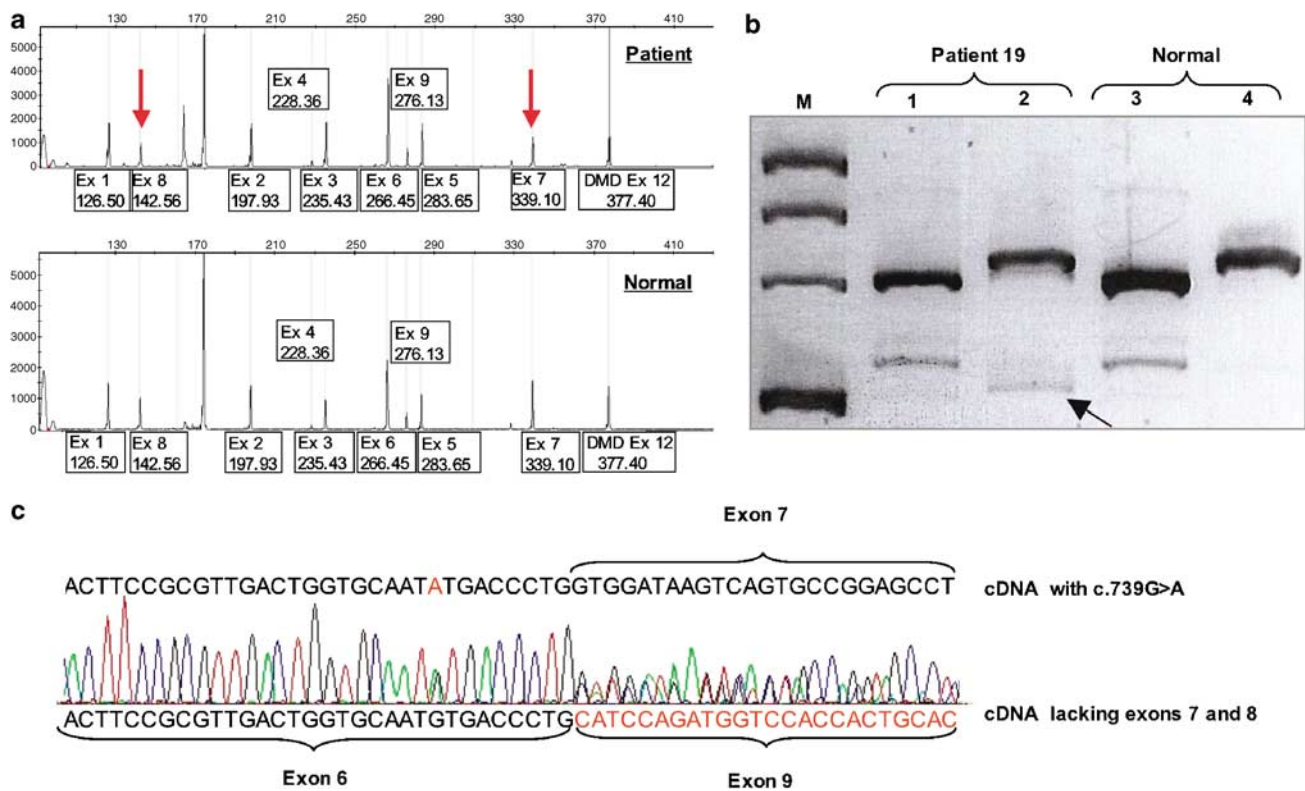 a
130 170 210 250 290 330 370 410
5000
4000
3000
2000
1000
0
Patient
Ex 4
228.36
Ex 9
276.13
Ex 1
126.50
Ex 8
142.56
Ex 2
197.93
Ex 3
235.43
Ex 6
266.45
Ex 5
283.65
Ex 7
339.10
DMD Ex 12
377.40
130 170 210 250 290 330 370 410
5000
4000
3000
2000
1000
0
Normal
Ex 4
228.36
Ex 9
276.13
Ex 1
126.50
Ex 8
142.56
Ex 2
197.93
Ex 3
235.43
Ex 6
266.45
Ex 5
283.65
Ex 7
339.10
DMD Ex 12
377.40
b
Patient 19 Normal
M 1 2 3 4
c
Exon 7
ACTTCCGCGTTGACTGGTGCAATATGACCCTGGTGGATAAGTCAGTGCCGGAGCCT cDNA with c.739G>A
ACTTCCGCGTTGACTGGTGCAATGTGACCCTGCATCCAGATGGTCCACCACTGCAC cDNA lacking exons 7 and 8
Exon 6 Exon 9